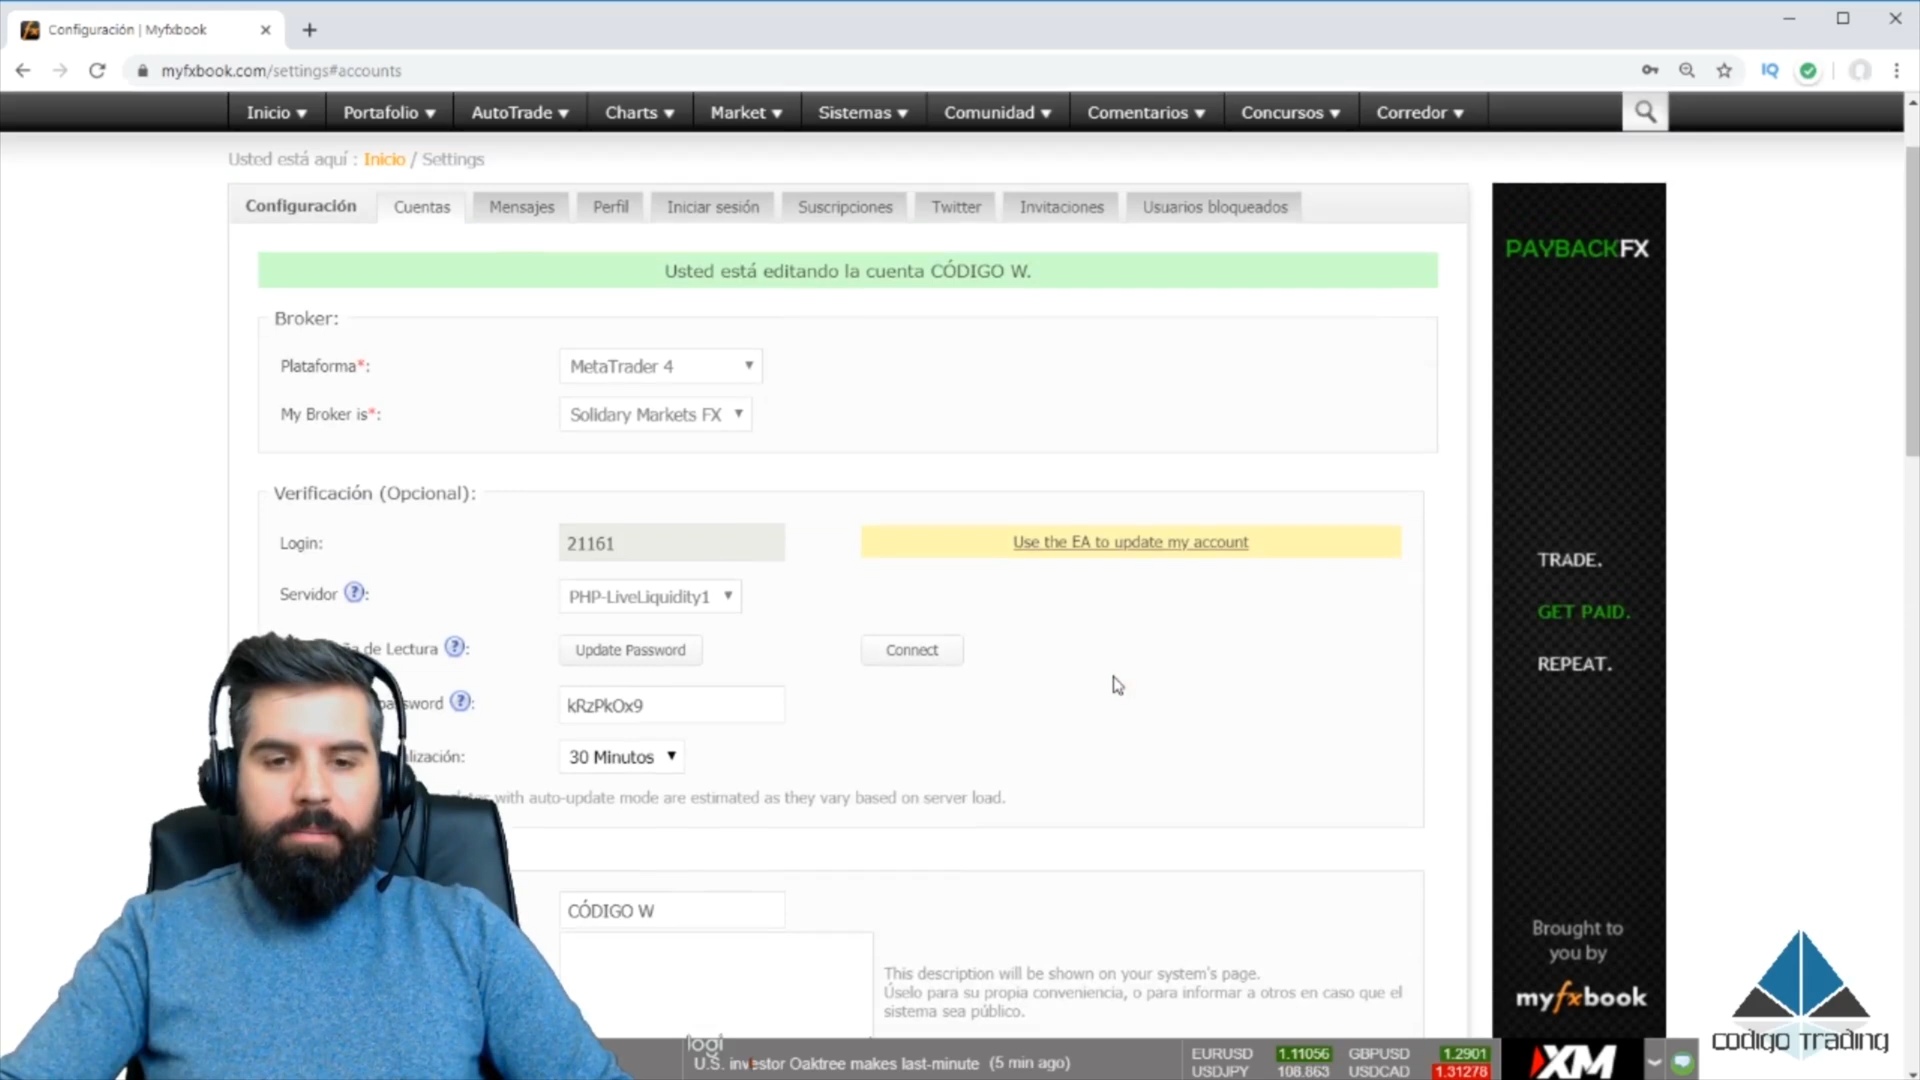 Configuración | Myfxbook
myfxbook.com/settings#accounts
IQ
Inicio Portafolio AutoTrade Charts Market Sistemas Comunidad Comentarios Concursos Corredor
Usted está aquí : Inicio / Settings
Configuración Cuentas Mensajes Perfil Iniciar sesión Suscripciones Twitter Invitaciones Usuarios bloqueados
Usted está editando la cuenta CÓDIGO W.
Broker:
Plataforma*: MetaTrader 4
My Broker is*: Solidary Markets FX
Verificación (Opcional):
Login: 21161 Use the EA to update my account
Servidor ?: PHP-LiveLiquidity1
de Lectura ?: Update Password Connect
?: kRzPkOx9
30 Minutos
with auto-update mode are estimated as they vary based on server load.
CÓDIGO W
This description will be shown on your system's page.
Úselo para su propia conveniencia, o para informar a otros en caso que el
sistema sea público.
PAYBACKFX
TRADE.
GET PAID.
REPEAT.
Brought to
you by
myfxbook
logi
U.S. investor Oaktree makes last-minute (5 min ago)
EURUSD 1.11056 GBPUSD 1.2901
USDJPY 108.863 USDCAD 1.31278
XM
codigo Trading